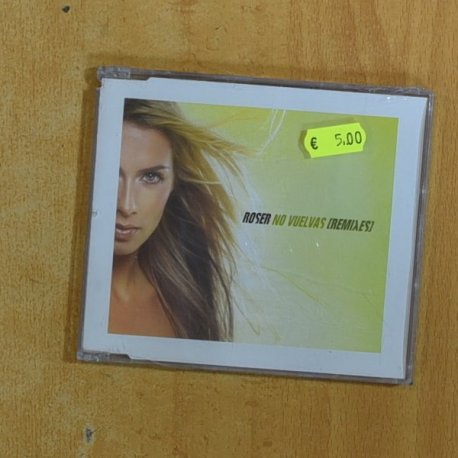 € 5.00
ROSER NO VUELVAS (REMIXES)